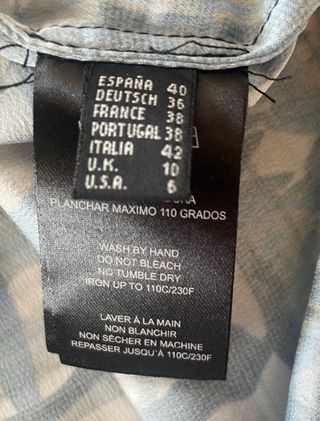 ESPAÑA 40
DEUTSCH 36
FRANCE 38
PORTUGAL 38
ITALIA 42
U.K. 10
U.S.A. 6
PLANCHAR MAXIMO 110 GRADOS
WASH BY HAND
DO NOT BLEACH
NO TUMBLE DRY
IRON UP TO 110C/230F
LAVER À LA MAIN
NON BLANCHIR
NON SÉCHER EN MACHINE
REPASSER JUSQU'À 110C/230F